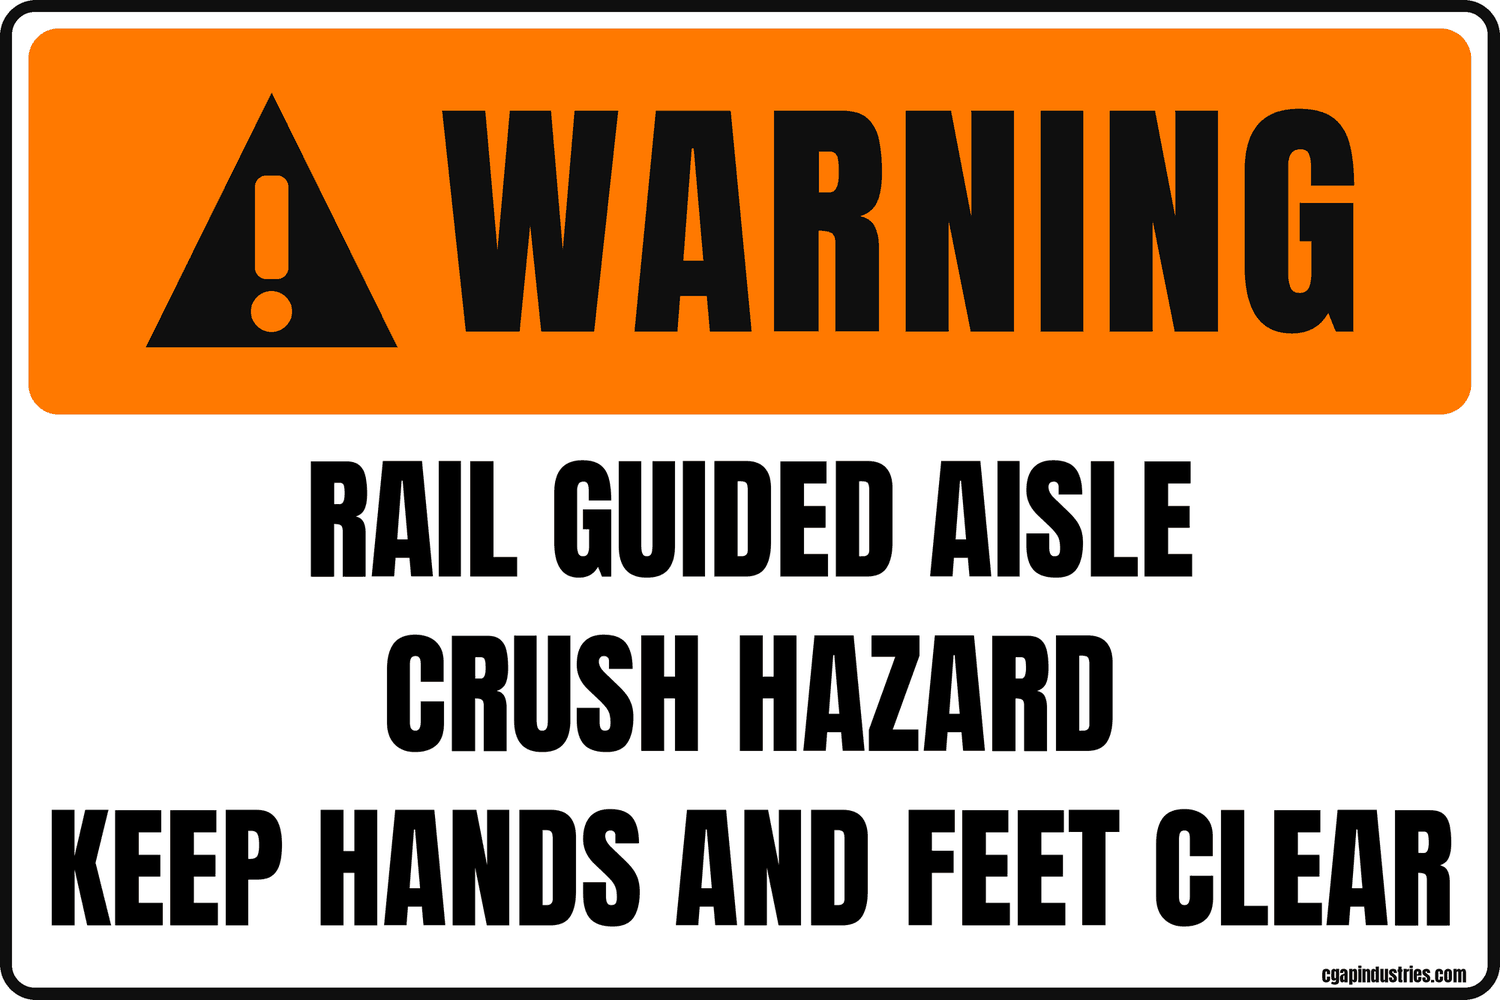 WARNING
RAIL GUIDED AISLE
CRUSH HAZARD
KEEP HANDS AND FEET CLEAR
cgapindustries.com